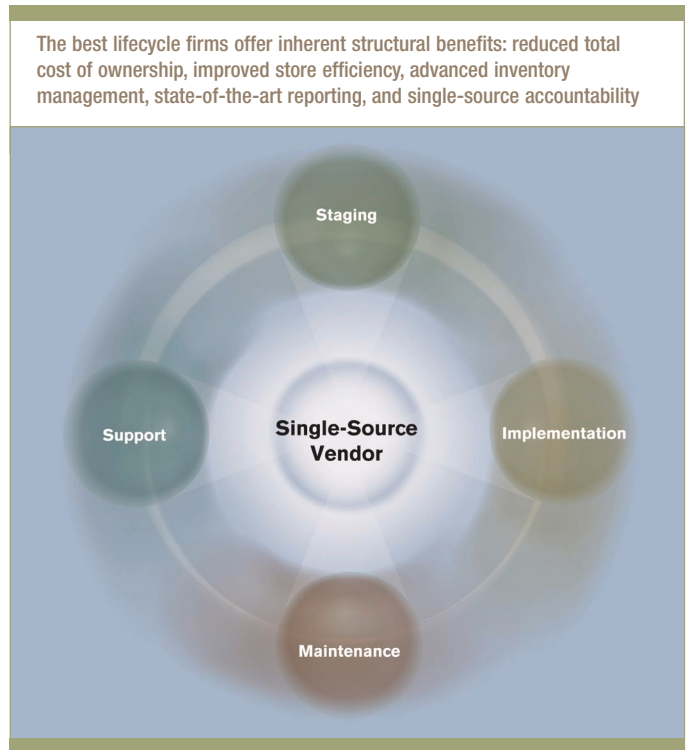 The best lifecycle firms offer inherent structural benefits: reduced total
cost of ownership, improved store efficiency, advanced inventory
management, state-of-the-art reporting, and single-source accountability
Staging
Support
Single-Source
Vendor
Implementation
Maintenance